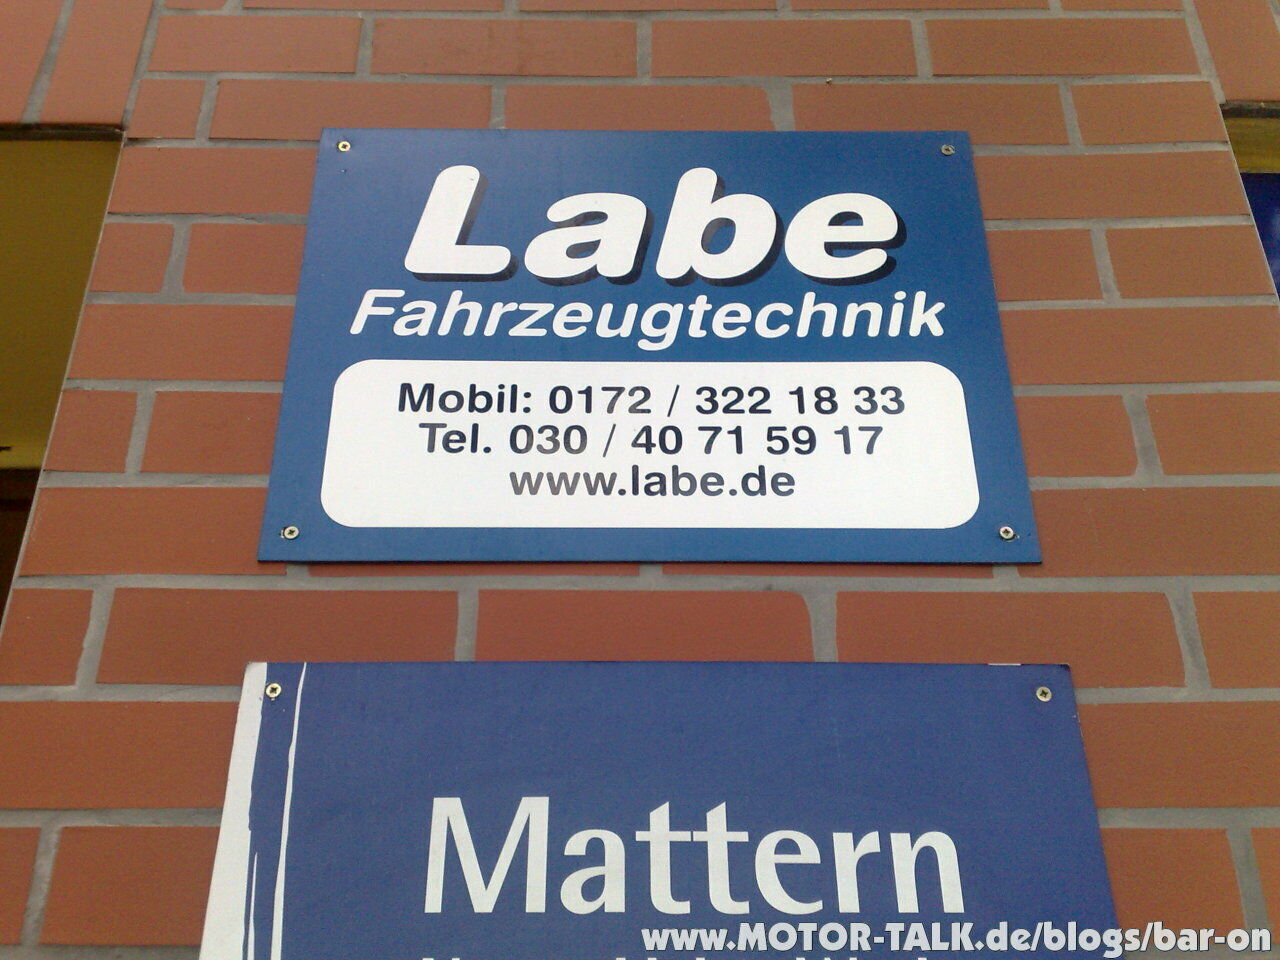 Labe
Fahrzeugtechnik
Mobil: 0172 / 322 18 33
Tel. 030 / 40 71 59 17
www.labe.de
Mattern
www.MOTOR-TALK.de/blogs/bar-on